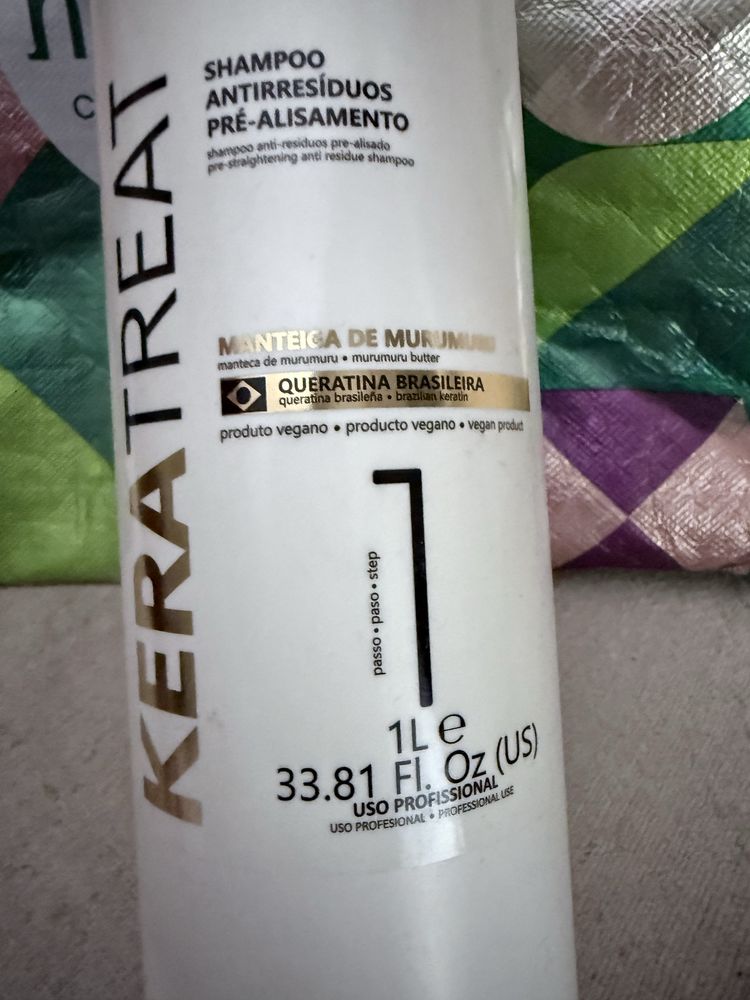 KERATREAT
SHAMPOO
ANTIRRESÍDUOS
PRÉ-ALISAMENTO
shampoo anti-residuos pre-alisado
pre-straightening anti residue shampoo
MANTEIGA DE MURUMURU
manteca de murumuru • murumuru butter
QUERATINA BRASILEIRA
queratina brasileña • brazilian keratin
produto vegano • producto vegano • vegan product
passo • paso • step
1
1L e
33.81 Fl. Oz (US)
USO PROFISSIONAL
USO PROFESIONAL • PROFESSIONAL USE